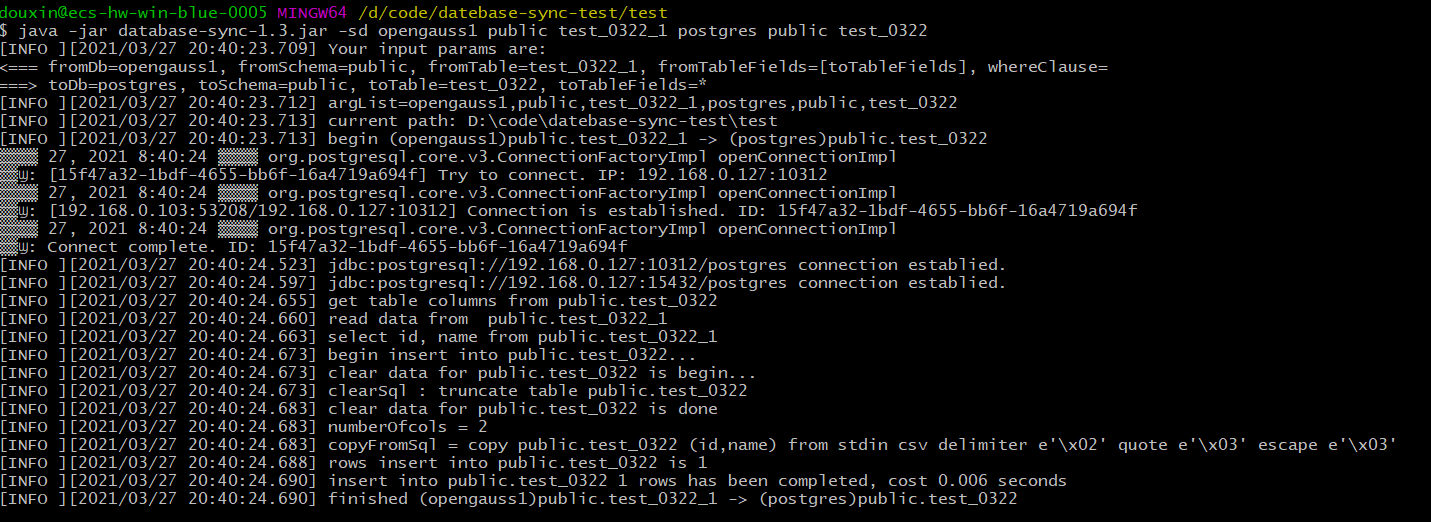 douxin@ecs-hw-win-blue-0005 MINGW64 /d/code/datebase-sync-test/test
$ java -jar database-sync-1.3.jar -sd opengauss1 public test_0322_1 postgres public test_0322
[INFO ][2021/03/27 20:40:23.709] Your input params are:
<=== fromDb=opengauss1, fromSchema=public, fromTable=test_0322_1, fromTableFields=[toTableFields], whereClause=
===> toDb=postgres, toSchema=public, toTable=test_0322, toTableFields=*
[INFO ][2021/03/27 20:40:23.712] argList=opengauss1,public,test_0322_1,postgres,public,test_0322
[INFO ][2021/03/27 20:40:23.713] current path: D:\code\datebase-sync-test\test
[INFO ][2021/03/27 20:40:23.713] begin (opengauss1)public.test_0322_1 -> (postgres)public.test_0322
27, 2021 8:40:24 org.postgresql.core.v3.ConnectionFactoryImpl openConnectionImpl
: [15f47a32-1bdf-4655-bb6f-16a4719a694f] Try to connect. IP: 192.168.0.127:10312
27, 2021 8:40:24 org.postgresql.core.v3.ConnectionFactoryImpl openConnectionImpl
: [192.168.0.103:53208/192.168.0.127:10312] Connection is established. ID: 15f47a32-1bdf-4655-bb6f-16a4719a694f
27, 2021 8:40:24 org.postgresql.core.v3.ConnectionFactoryImpl openConnectionImpl
: Connect complete. ID: 15f47a32-1bdf-4655-bb6f-16a4719a694f
[INFO ][2021/03/27 20:40:24.523] jdbc:postgresql://192.168.0.127:10312/postgres connection establied.
[INFO ][2021/03/27 20:40:24.597] jdbc:postgresql://192.168.0.127:15432/postgres connection establied.
[INFO ][2021/03/27 20:40:24.655] get table columns from public.test_0322
[INFO ][2021/03/27 20:40:24.660] read data from  public.test_0322_1
[INFO ][2021/03/27 20:40:24.663] select id, name from public.test_0322_1
[INFO ][2021/03/27 20:40:24.673] begin insert into public.test_0322...
[INFO ][2021/03/27 20:40:24.673] clear data for public.test_0322 is begin...
[INFO ][2021/03/27 20:40:24.673] clearSql : truncate table public.test_0322
[INFO ][2021/03/27 20:40:24.683] clear data for public.test_0322 is done
[INFO ][2021/03/27 20:40:24.683] numberOfcols = 2
[INFO ][2021/03/27 20:40:24.683] copyFromSql = copy public.test_0322 (id,name) from stdin csv delimiter e'\x02' quote e'\x03' escape e'\x03'
[INFO ][2021/03/27 20:40:24.688] rows insert into public.test_0322 is 1
[INFO ][2021/03/27 20:40:24.690] insert into public.test_0322 1 rows has been completed, cost 0.006 seconds
[INFO ][2021/03/27 20:40:24.690] finished (opengauss1)public.test_0322_1 -> (postgres)public.test_0322